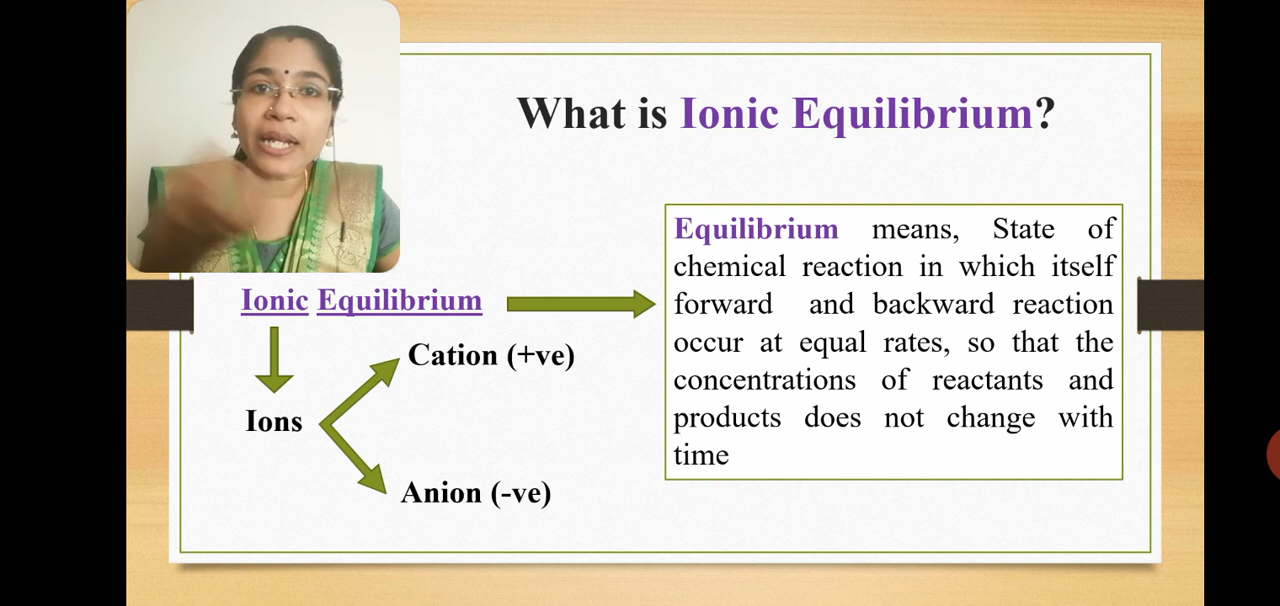 What is Ionic Equilibrium?
Ionic Equilibrium
Ions
Cation (+ve)
Anion (-ve)
Equilibrium means, State of
chemical reaction in which itself
forward and backward reaction
occur at equal rates, so that the
concentrations of reactants and
products does not change with
time